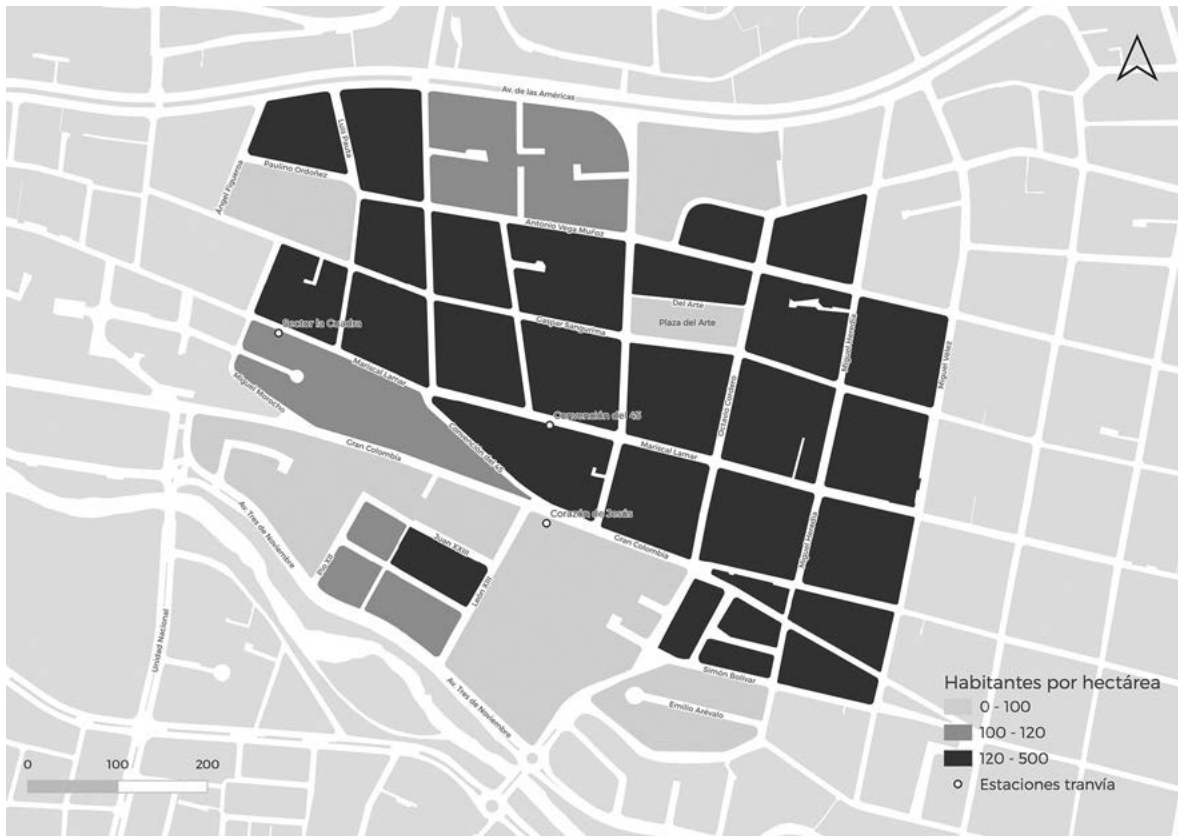 Av. de las Américas
Luis Pauta
Paulino Ordoñez
Ángel Figueroa
Antonio Vega Muñoz
Del Arte
Plaza del Arte
Gaspar Sangurima
Sector la Cuadra
Miguel Heredia
Miguel Vélez
Mariscal Lamar
Miguel Morocho
Octavio Cordero
Convención del 45
Convención del 45
Mariscal Lamar
Gran Colombia
Corazón de Jesús
Gran Colombia
Miguel Heredia
Av. Tres de Noviembre
Juan XXIII
Pío XII
León XIII
Unidad Nacional
Simón Bolívar
Av. Tres de Noviembre
Emilio Arévalo
Habitantes por hectárea
0 - 100
100 - 120
120 - 500
Estaciones tranvía
0 100 200